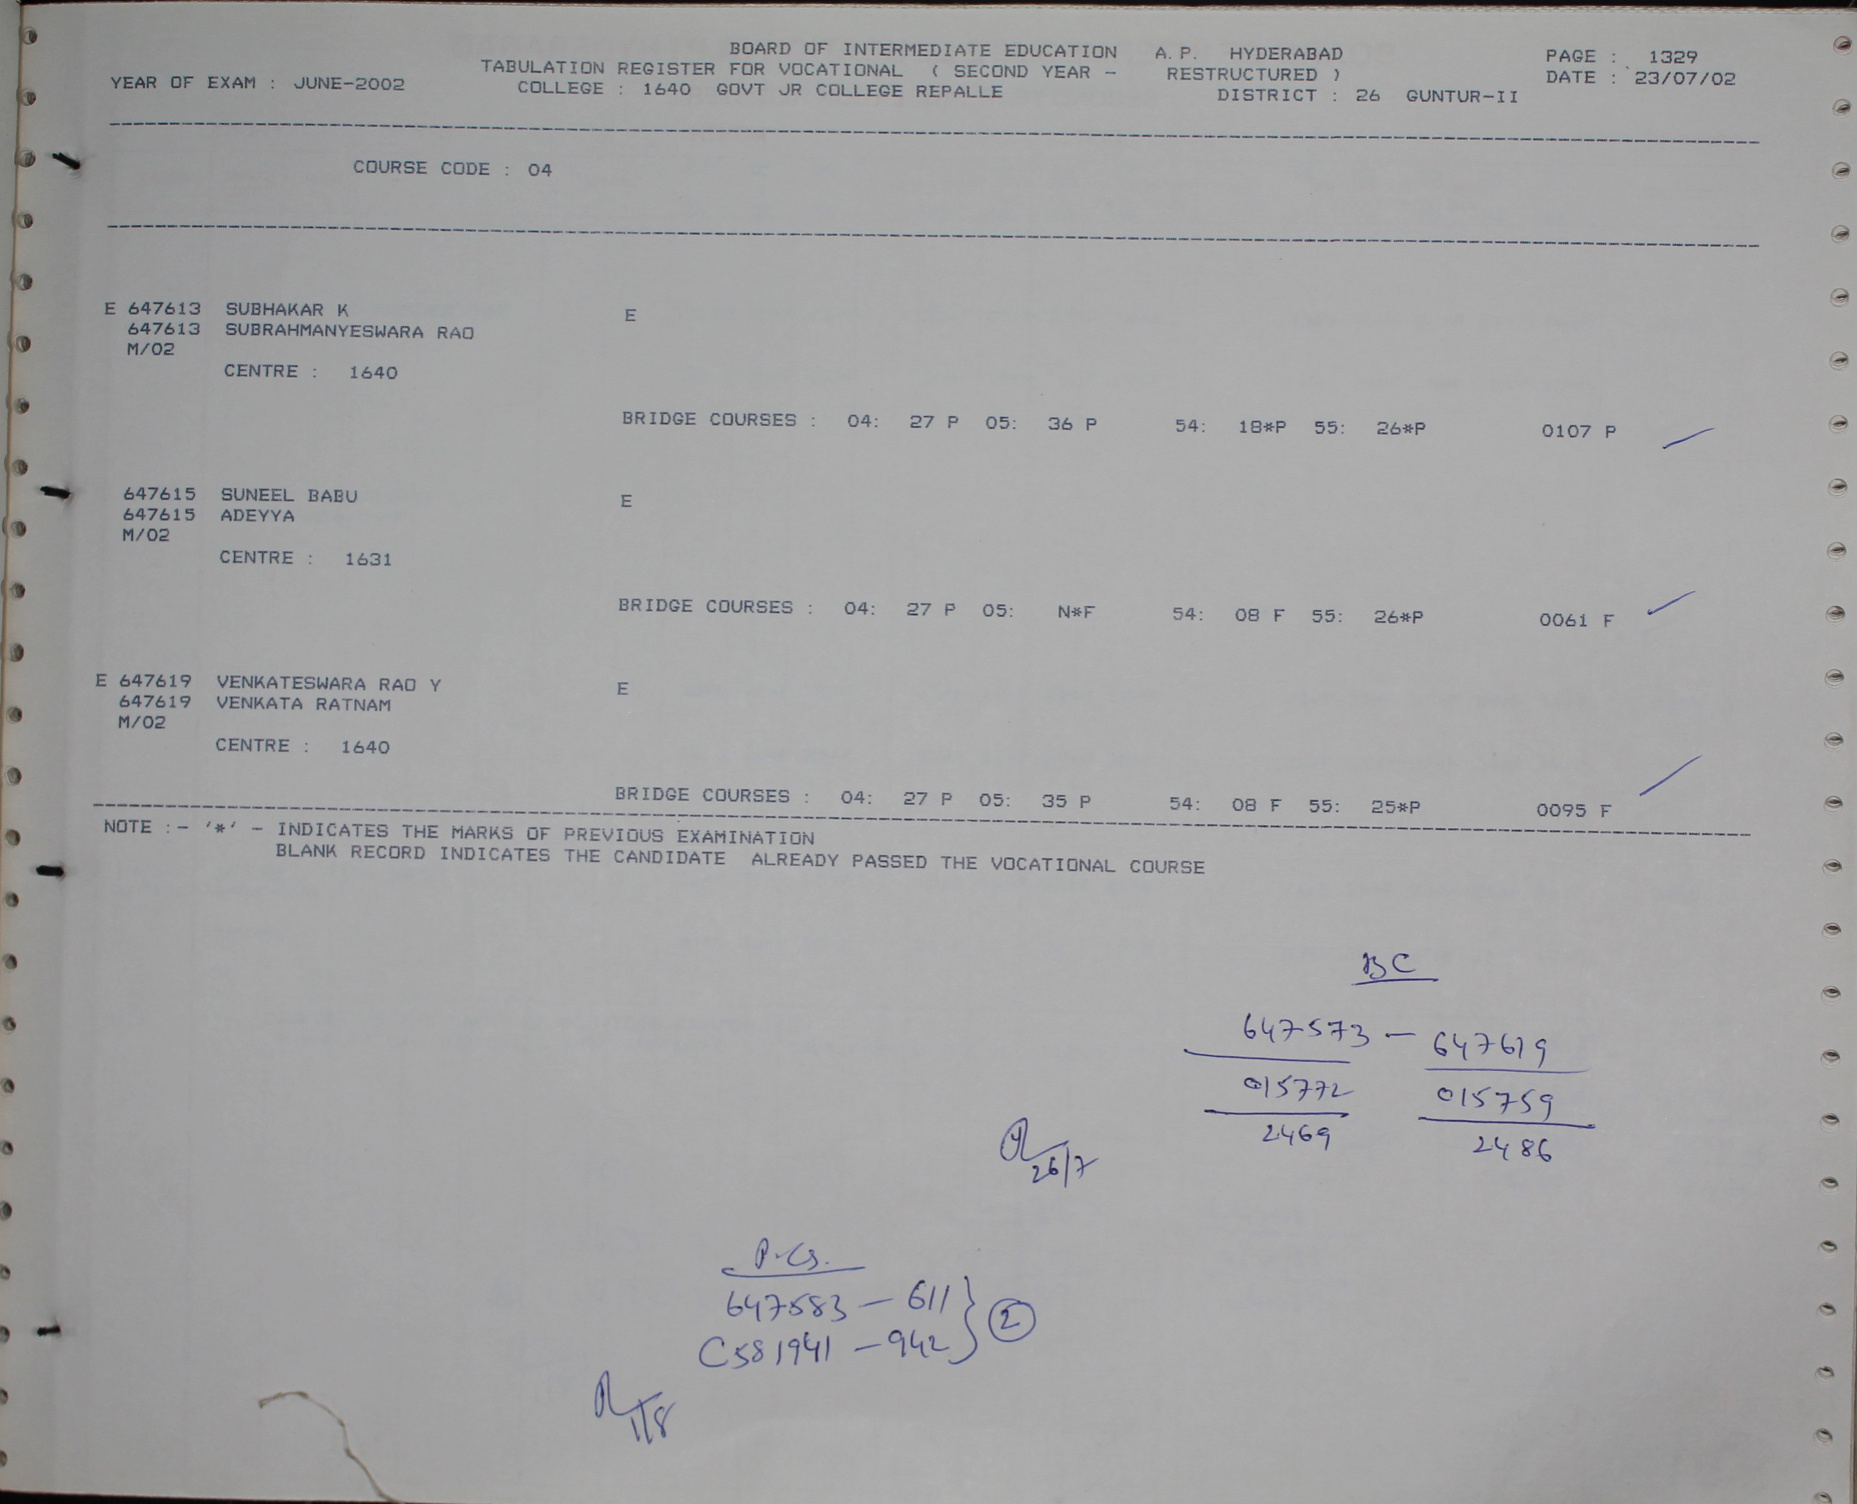 BOARD OF INTERMEDIATE EDUCATION A.P. HYDERABAD PAGE : 1329
TABULATION REGISTER FOR VOCATIONAL ( SECOND YEAR - RESTRUCTURED ) DATE : 23/07/02
YEAR OF EXAM : JUNE-2002 COLLEGE : 1640 GOVT JR COLLEGE REPALLE DISTRICT : 26 GUNTUR-II
COURSE CODE : 04
E 647613 SUBHAKAR K E
647613 SUBRAHMANYESWARA RAO
M/02
CENTRE : 1640
BRIDGE COURSES : 04: 27 P 05: 36 P 54: 18*P 55: 26*P 0107 P
647615 SUNEEL BABU E
647615 ADEYYA
M/02
CENTRE : 1631
BRIDGE COURSES : 04: 27 P 05: N*F 54: 08 F 55: 26*P 0061 F
E 647619 VENKATESWARA RAO Y E
647619 VENKATA RATNAM
M/02
CENTRE : 1640
BRIDGE COURSES : 04: 27 P 05: 35 P 54: 08 F 55: 25*P 0095 F
NOTE :- '*' - INDICATES THE MARKS OF PREVIOUS EXAMINATION
BLANK RECORD INDICATES THE CANDIDATE ALREADY PASSED THE VOCATIONAL COURSE
BC
647573 - 647619
015772 015759
2469 2486
26/7
P.Cs.
647583 - 611
C581941 - 942 } 2
1/8